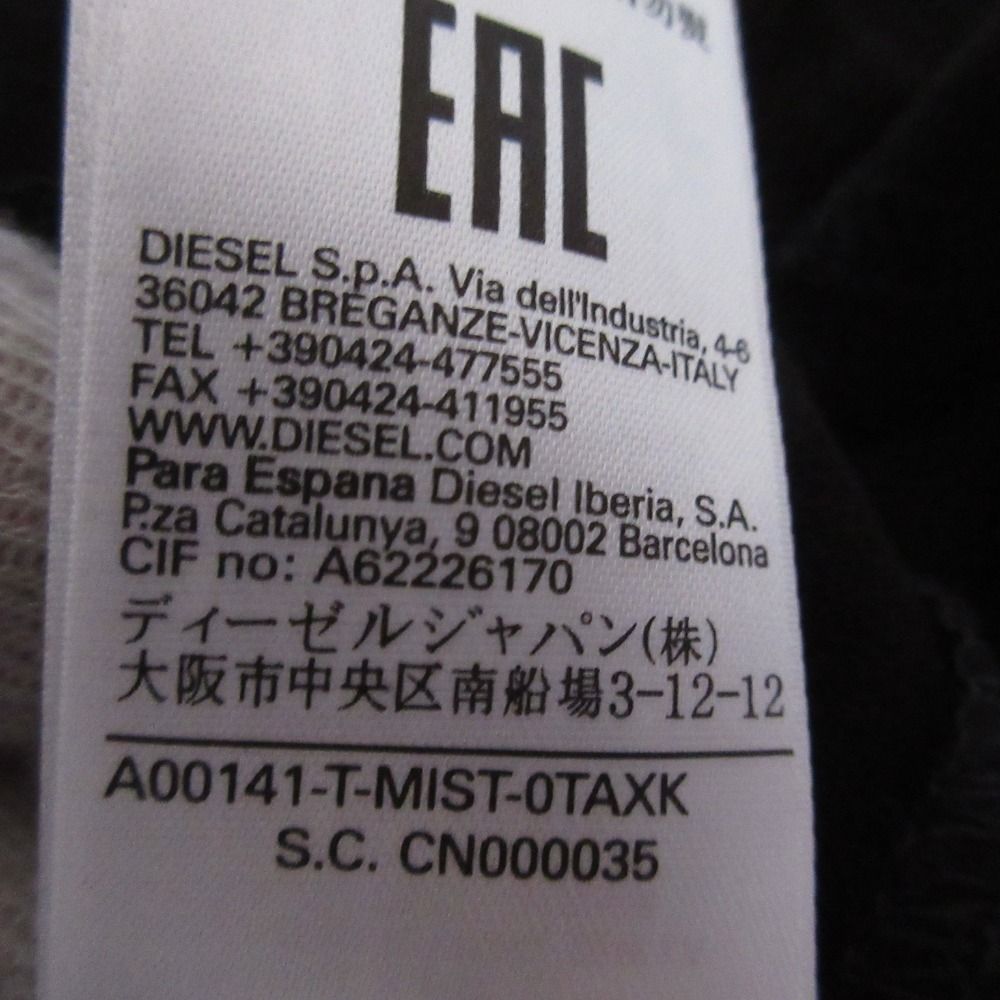 EAC
DIESEL S.p.A. Via dell'Industria, 4-6
36042 BREGANZE-VICENZA-ITALY
TEL +390424-477555
FAX +390424-411955
WWW.DIESEL.COM
Para Espana Diesel Iberia, S.A.
P.za Catalunya, 9 08002 Barcelona
CIF no: A62226170
ディーゼルジャパン(株)
大阪市中央区南船場3-12-12
A00141-T-MIST-0TAXK
S.C. CN000035